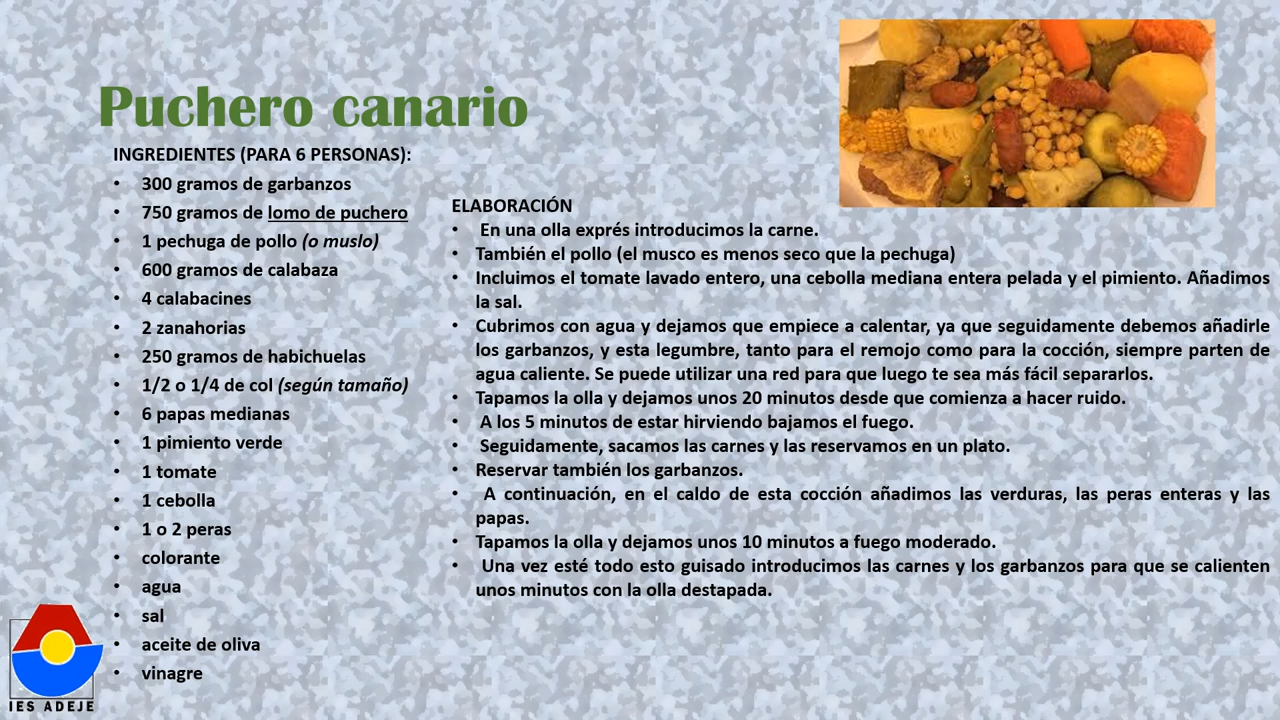 Puchero canario
INGREDIENTES (PARA 6 PERSONAS):
• 300 gramos de garbanzos
• 750 gramos de lomo de puchero
• 1 pechuga de pollo (o muslo)
• 600 gramos de calabaza
• 4 calabacines
• 2 zanahorias
• 250 gramos de habichuelas
• 1/2 o 1/4 de col (según tamaño)
• 6 papas medianas
• 1 pimiento verde
• 1 tomate
• 1 cebolla
• 1 o 2 peras
• colorante
• agua
• sal
• aceite de oliva
• vinagre
ELABORACIÓN
• En una olla exprés introducimos la carne.
• También el pollo (el musco es menos seco que la pechuga)
• Incluimos el tomate lavado entero, una cebolla mediana entera pelada y el pimiento. Añadimos
la sal.
• Cubrimos con agua y dejamos que empiece a calentar, ya que seguidamente debemos añadirle
los garbanzos, y esta legumbre, tanto para el remojo como para la cocción, siempre parten de
agua caliente. Se puede utilizar una red para que luego te sea más fácil separarlos.
• Tapamos la olla y dejamos unos 20 minutos desde que comienza a hacer ruido.
• A los 5 minutos de estar hirviendo bajamos el fuego.
• Seguidamente, sacamos las carnes y las reservamos en un plato.
• Reservar también los garbanzos.
• A continuación, en el caldo de esta cocción añadimos las verduras, las peras enteras y las
papas.
• Tapamos la olla y dejamos unos 10 minutos a fuego moderado.
• Una vez esté todo esto guisado introducimos las carnes y los garbanzos para que se calienten
unos minutos con la olla destapada.
IES ADEJE